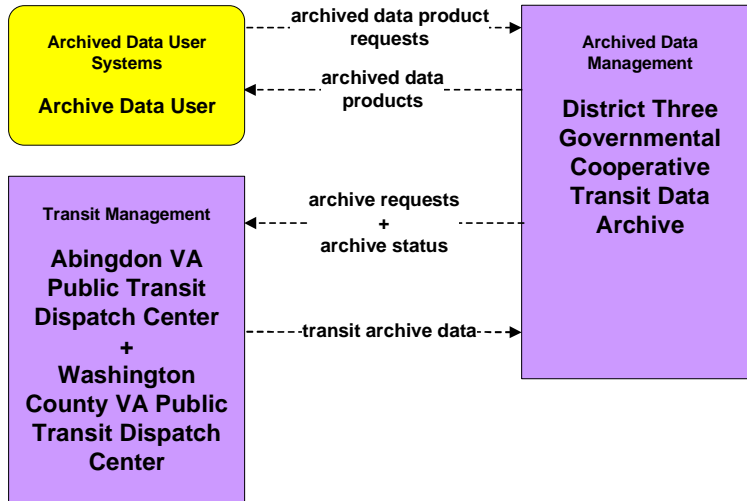 Archived Data User
Systems
Archive Data User
archived data product
requests
archived data
products
Archived Data
Management
District Three
Governmental
Cooperative
Transit Data
Archive
Transit Management
Abingdon VA
Public Transit
Dispatch Center
+
Washington
County VA Public
Transit Dispatch
Center
archive requests
+
archive status
transit archive data